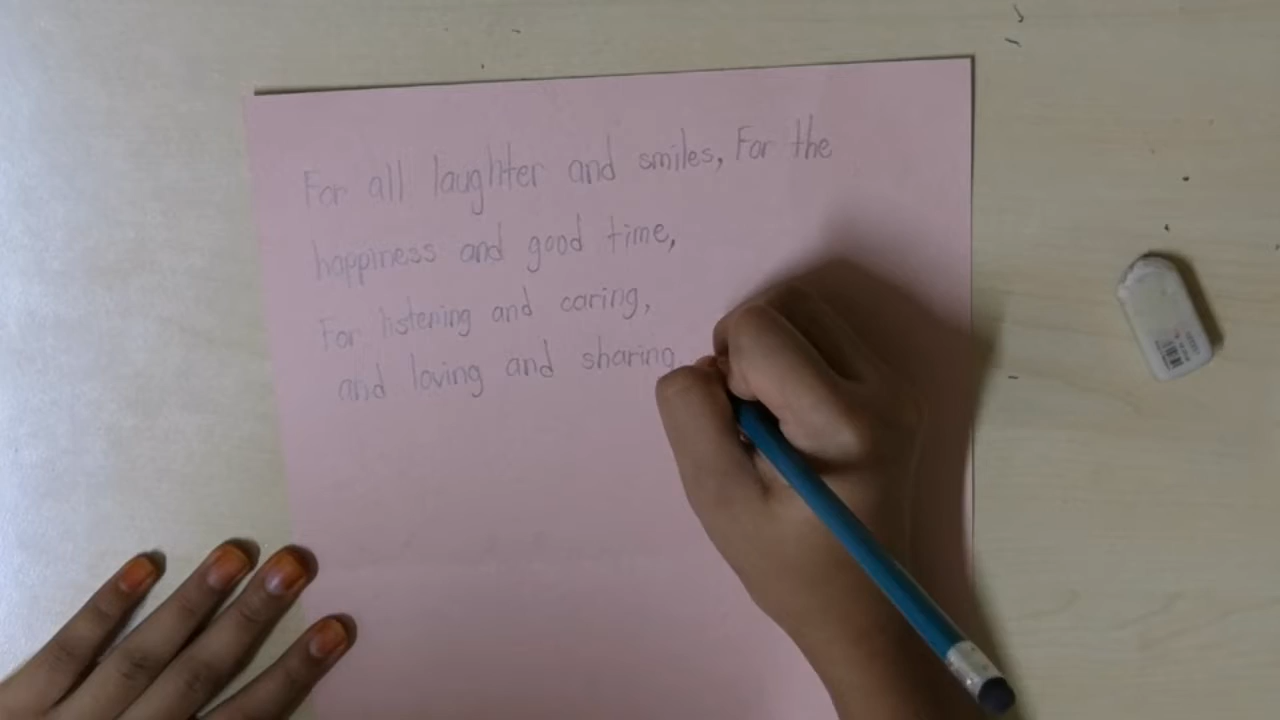 For all laughter and smiles, For the
happiness and good time,
For listening and caring,
and loving and sharing